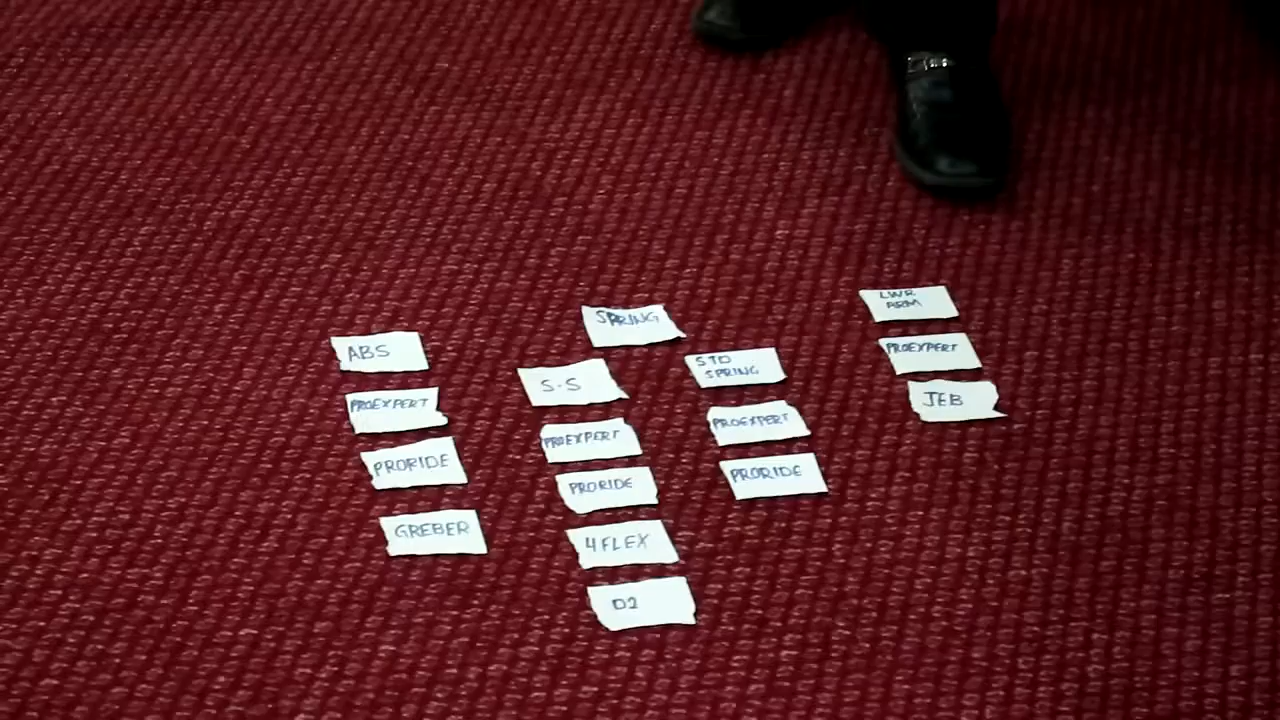 ABS
PROEXPERT
PRORIDE
GREBER
SPRING
S-S
PROEXPERT
PRORIDE
4FLEX
D2
STD
SPRING
PROEXPERT
PRORIDE
LWR
ARM
PROEXPERT
JEB